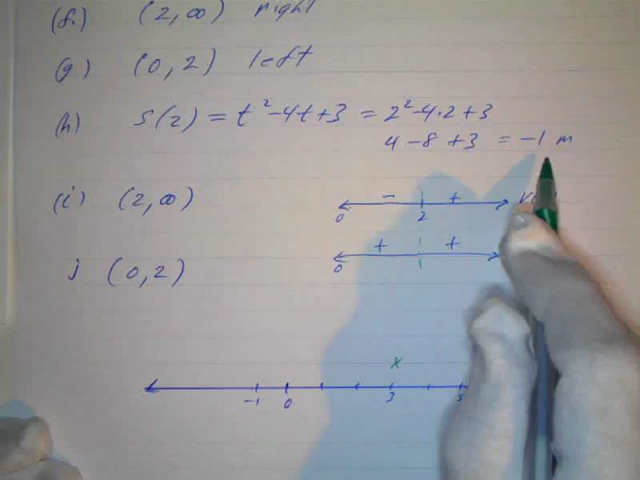 (f.) (2,∞) right
(g) (0,2) left
(h) S(2) = t²-4t+3 = 2²-4·2+3
4 -8 +3 = -1 m
(i) (2,∞)
- +
0 2
j (0,2)
+ +
0 1
x
-1 0 3 5